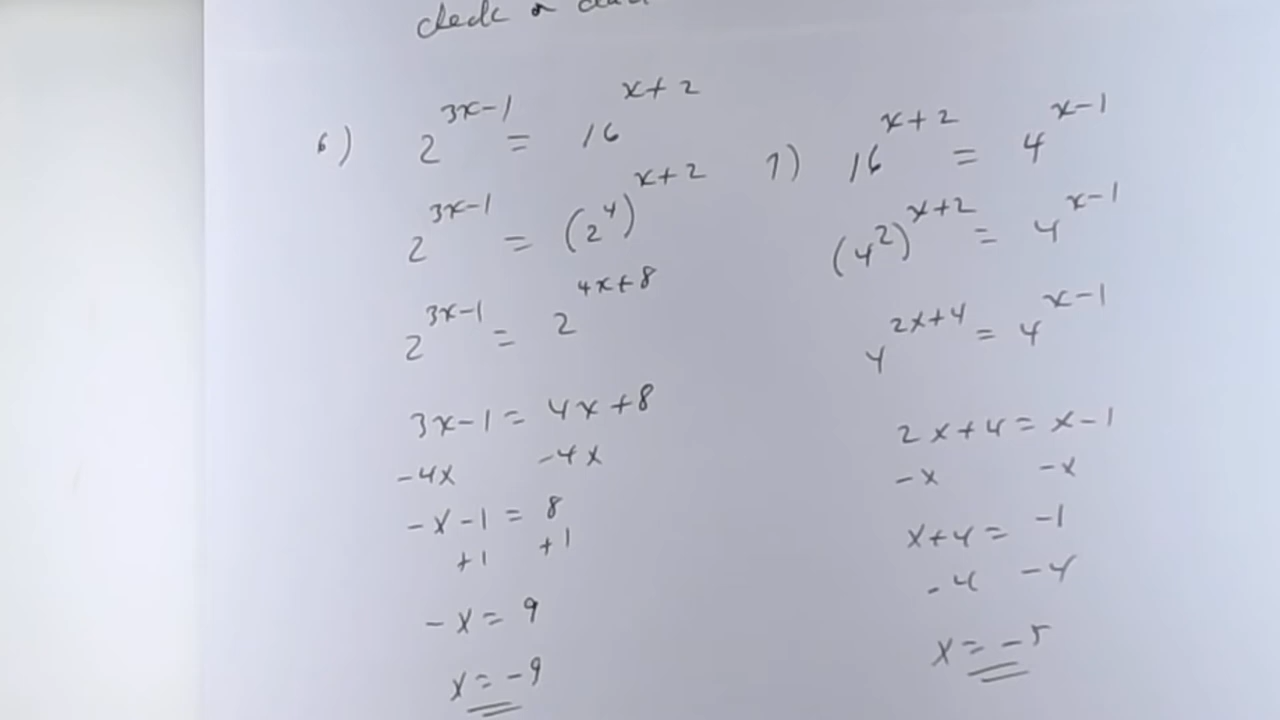 check
6) 2^{3x-1} = 16^{x+2}
2^{3x-1} = (2^4)^{x+2}
2^{3x-1} = 2^{4x+8}
3x-1 = 4x+8
-4x -4x
-x-1 = 8
+1 +1
-x = 9
x = -9
7) 16^{x+2} = 4^{x-1}
(4^2)^{x+2} = 4^{x-1}
4^{2x+4} = 4^{x-1}
2x+4 = x-1
-x -x
x+4 = -1
-4 -4
x = -5